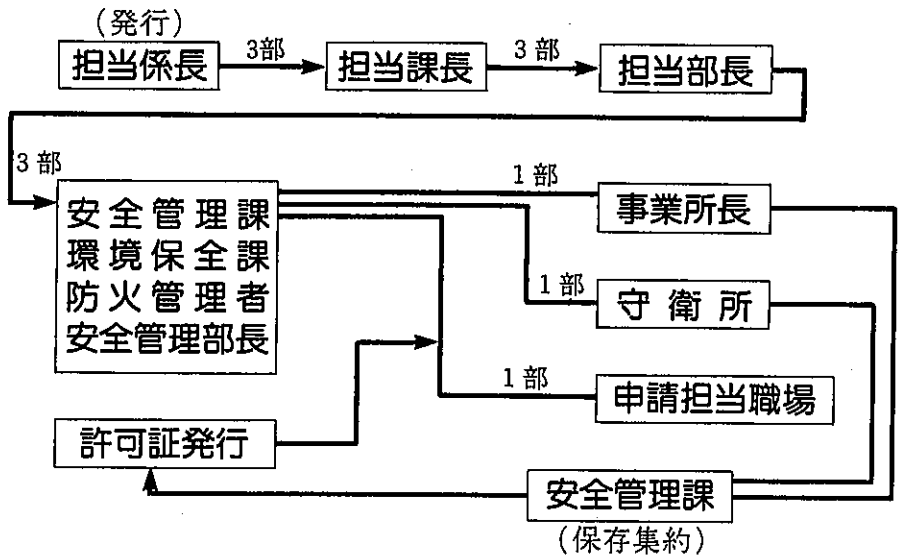 (発行)
担当係長
3部
担当課長
3部
担当部長
3部
安全管理課
環境保全課
防火管理者
安全管理部長
1部
事業所長
1部
守衛所
1部
申請担当職場
許可証発行
安全管理課
(保存集約)